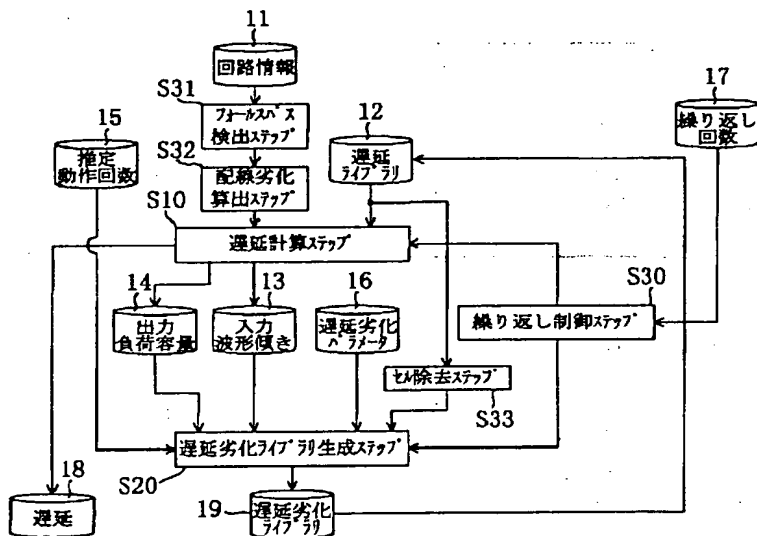 11
回路情報
17
繰り返し
回数
S31
フォールスパス
検出ステップ
15
推定
動作回数
12
遅延
ライブラリ
S32
配線劣化
算出ステップ
S10
遅延計算ステップ
14
出力
負荷容量
13
入力
波形傾き
16
遅延劣化
パラメータ
S30
繰り返し制御ステップ
セル除去ステップ
S33
遅延劣化ライブラリ生成ステップ
S20
18
遅延
19
遅延劣化
ライブラリ